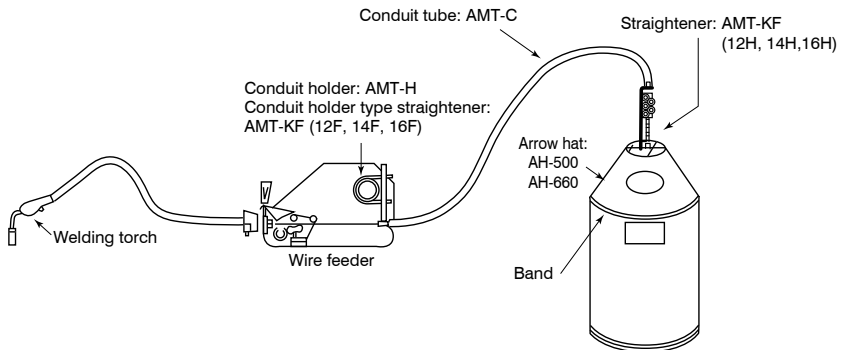 Conduit tube: AMT-C
Straightener: AMT-KF
(12H, 14H,16H)
Conduit holder: AMT-H
Conduit holder type straightener:
AMT-KF (12F, 14F, 16F)
Arrow hat:
AH-500
AH-660
Welding torch
Wire feeder
Band